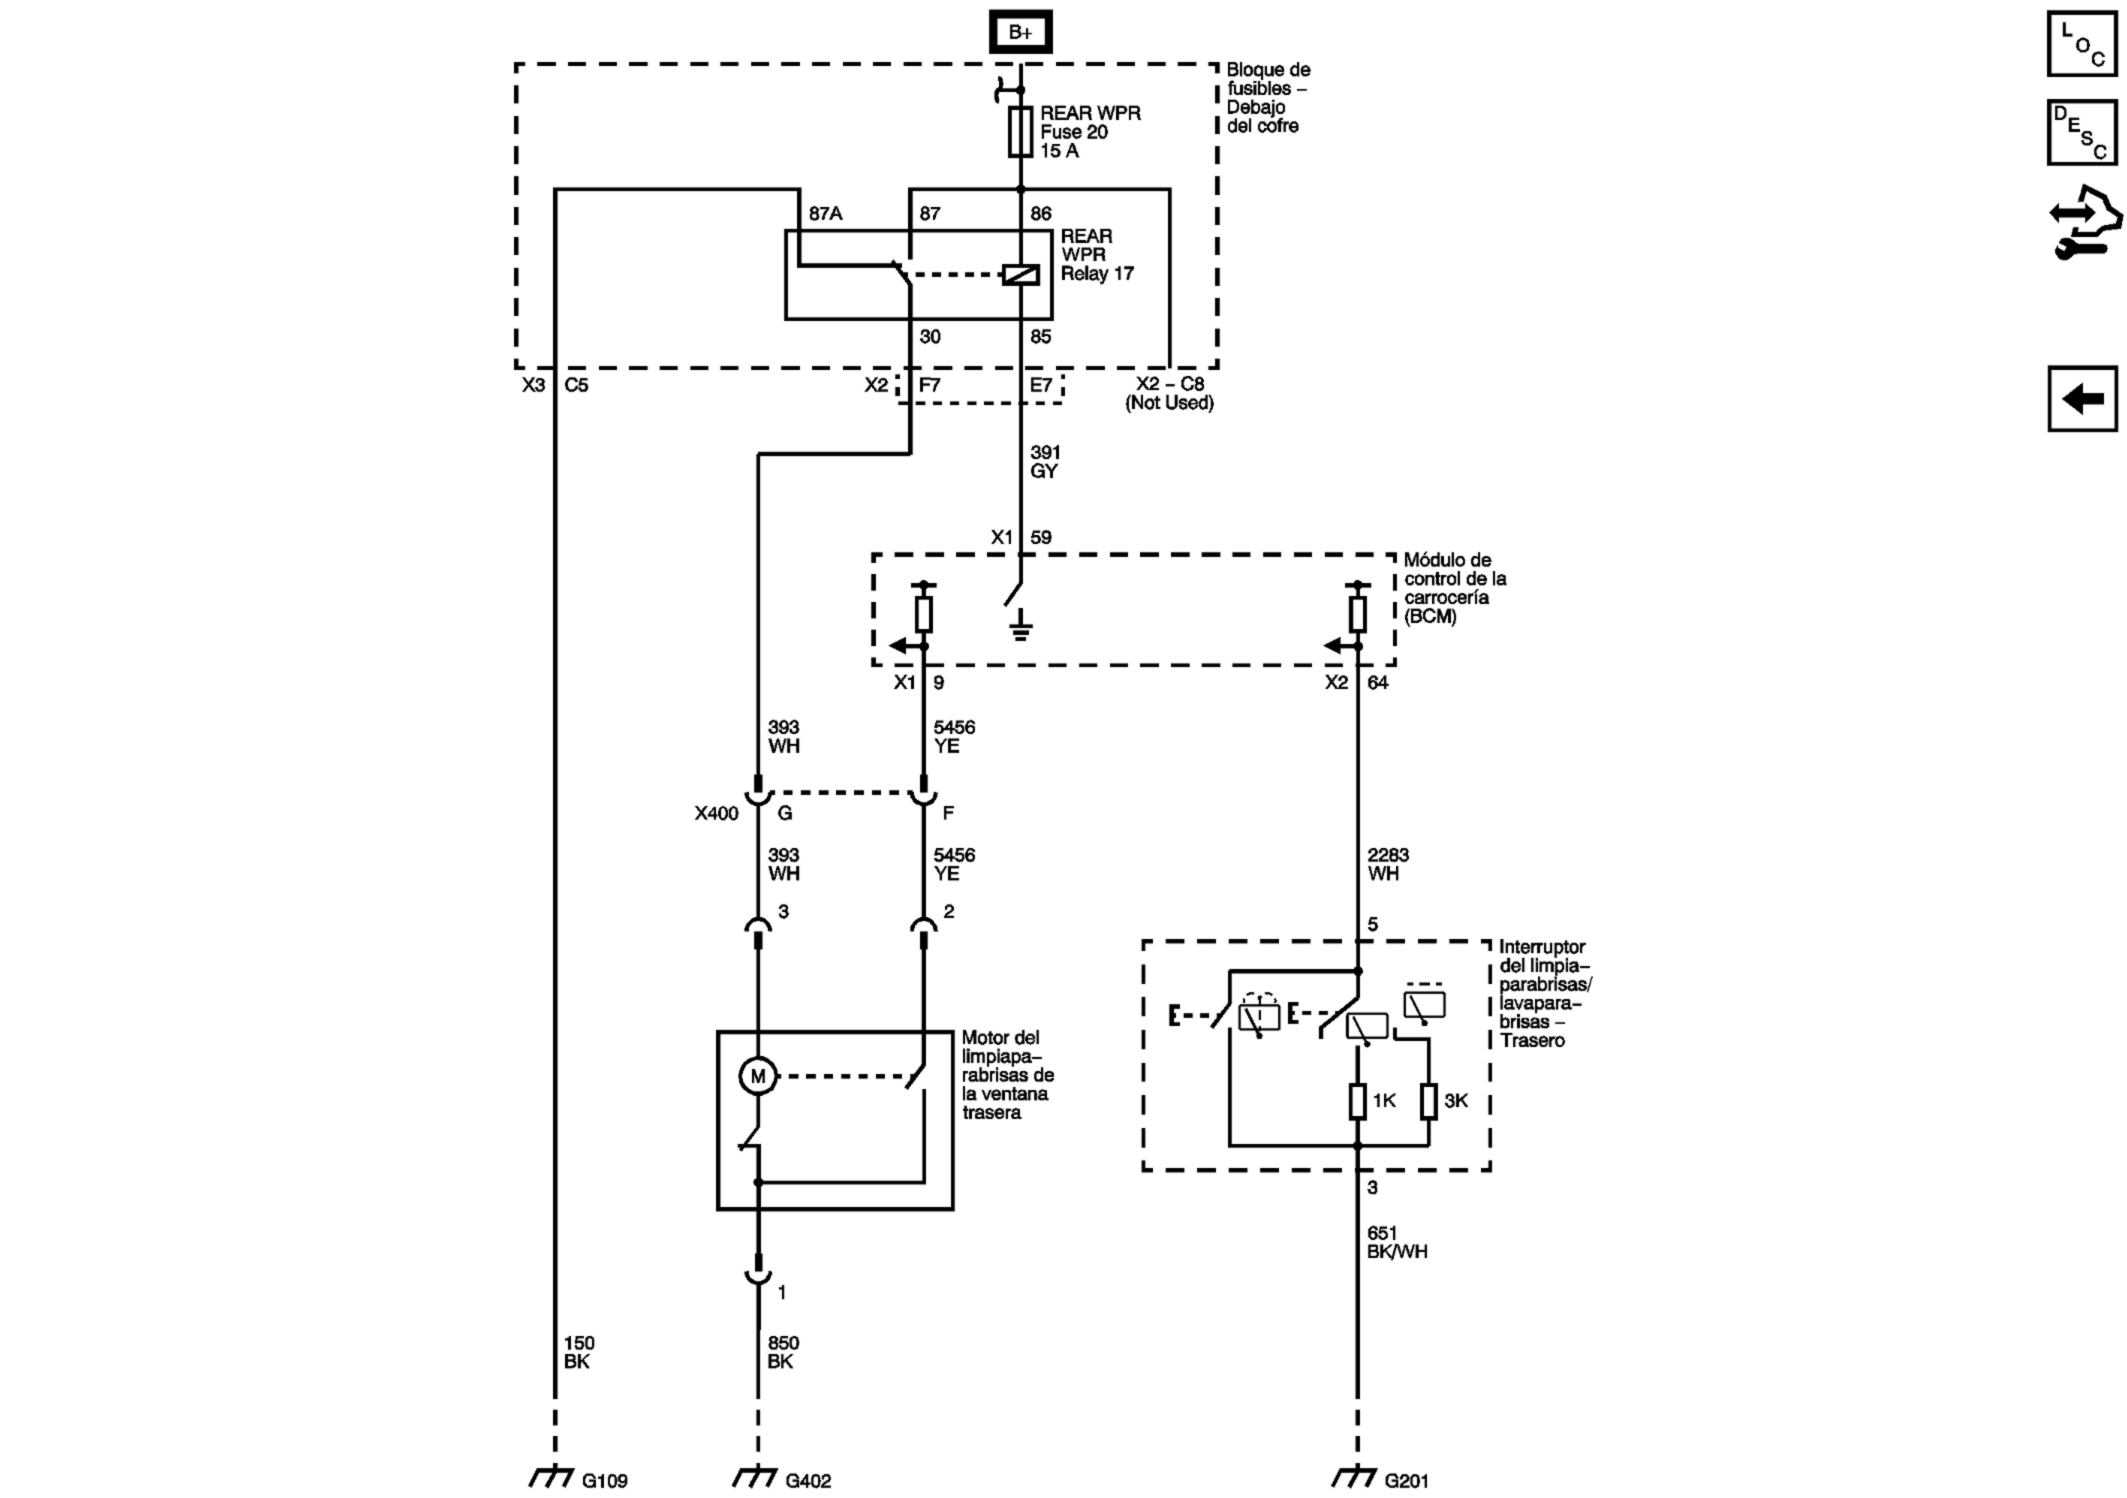 B+
L
O
C
D
E
S
C
Bloque de
fusibles –
Debajo
del cofre
REAR WPR
Fuse 20
15 A
87A
87
86
REAR
WPR
Relay 17
30
85
X3
C5
X2
F7
E7
X2 – C8
(Not Used)
391
GY
X1
59
Módulo de
control de la
carrocería
(BCM)
X1
9
X2
64
393
WH
5456
YE
X400
G
F
393
WH
5456
YE
2283
WH
3
2
5
Interruptor
del limpia–
parabrisas/
lavapara–
brisas –
Trasero
Motor del
limpiapa–
rabrisas de
la ventana
trasera
M
1K
3K
3
651
BK/WH
1
150
BK
850
BK
G109
G402
G201